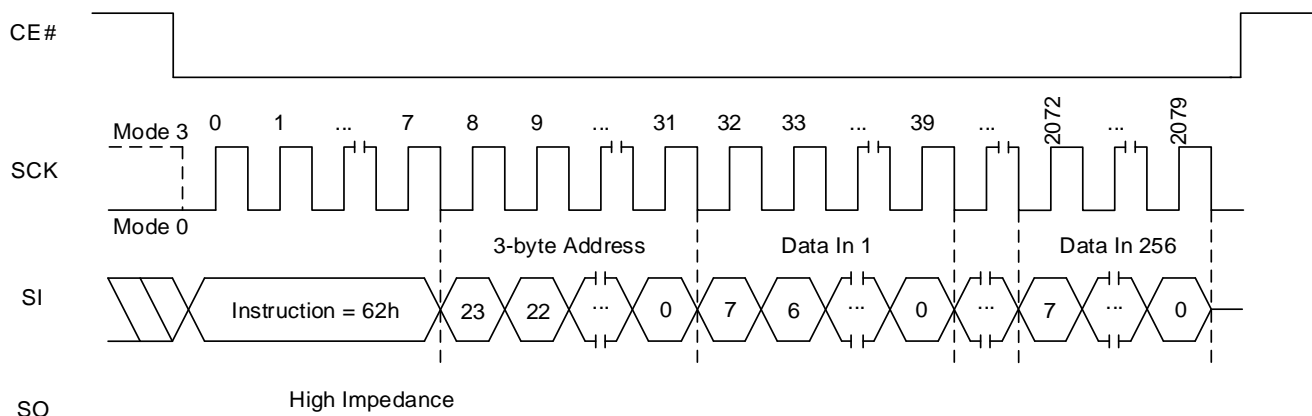 CE#
0 1 ... 7 8 9 ... 31 32 33 ... 39 ... 2072 ... 2079
Mode 3
SCK
Mode 0
3-byte Address Data In 1 Data In 256
SI
Instruction = 62h 23 22 ... 0 7 6 ... 0 ... 7 ... 0
High Impedance
SO